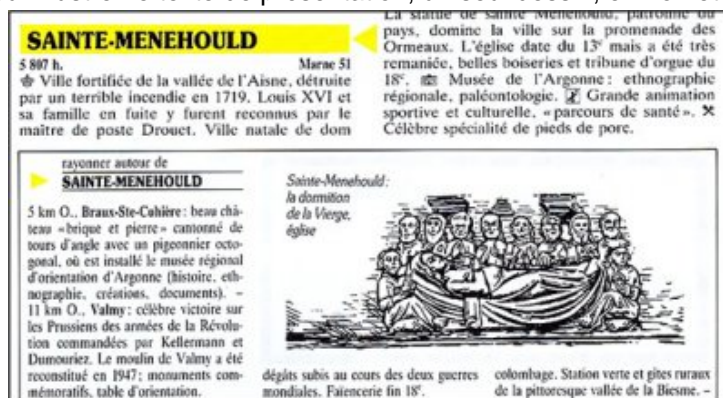 SAINTE-MENEHOULD
5 807 h. Marne 51
Ville fortifiée de la vallée de l'Aisne, détruite
par un terrible incendie en 1719. Louis XVI et
sa famille en fuite y furent reconnus par le
maître de poste Drouet. Ville natale de dom
La statue de sainte Menehould, patronne du
pays, domine la ville sur la promenade des
Ormeaux. L'église date du 13e mais a été très
remaniée, belles boiseries et tribune d'orgue du
18e. Musée de l'Argonne : ethnographie
régionale, paléontologie. Grande animation
sportive et culturelle, «parcours de santé».
Célèbre spécialité de pieds de porc.
rayonner autour de
SAINTE-MENEHOULD
5 km O., Braux-Ste-Cohière : beau châ-
teau «brique et pierre» cantonné de
tours d'angle avec un pigeonnier octo-
gonal, où est installé le musée régional
d'orientation d'Argonne (histoire, eth-
nographie, créations, documents). –
11 km O., Valmy : célèbre victoire sur
les Prussiens des armées de la Révolu-
tion commandées par Kellermann et
Dumouriez. Le moulin de Valmy a été
reconstitué en 1947; monuments com-
mémoratifs, table d'orientation.
Sainte-Menehould :
la dormition
de la Vierge,
église
dégâts subis au cours des deux guerres
mondiales. Faïencerie fin 18e.
colombage. Station verte et gîtes ruraux
de la pittoresque vallée de la Biesme. –